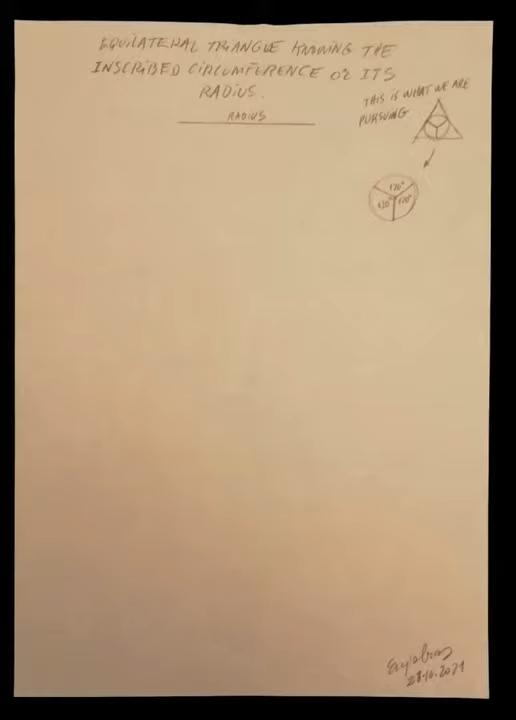 EQUILATERAL TRIANGLE KNOWING THE
INSCRIBED CIRCUMFERENCE OR ITS
RADIUS.
RADIUS
THIS IS WHAT WE ARE
PURSUING
120°
120° 120°
28.10.2021